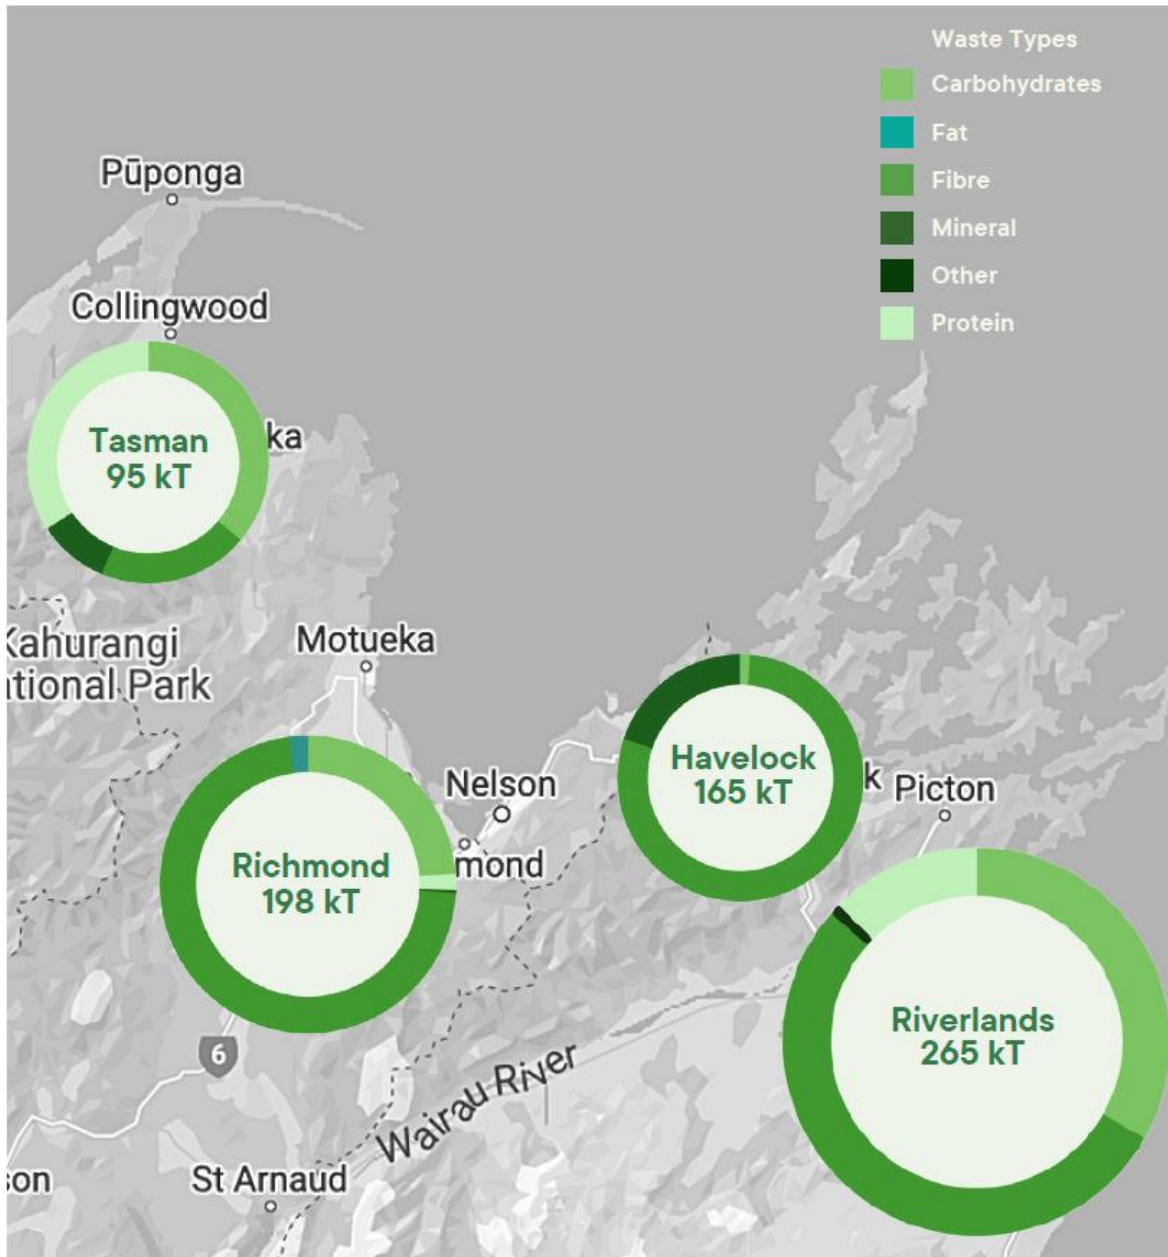 Waste Types
Carbohydrates
Fat
Fibre
Mineral
Other
Protein
Pūponga
Collingwood
Tasman
95 kT
ka
Kahurangi
ational Park
Motueka
Nelson
mond
Richmond
198 kT
Havelock
165 kT
k
Picton
Riverlands
265 kT
6
Wairau River
son
St Arnaud